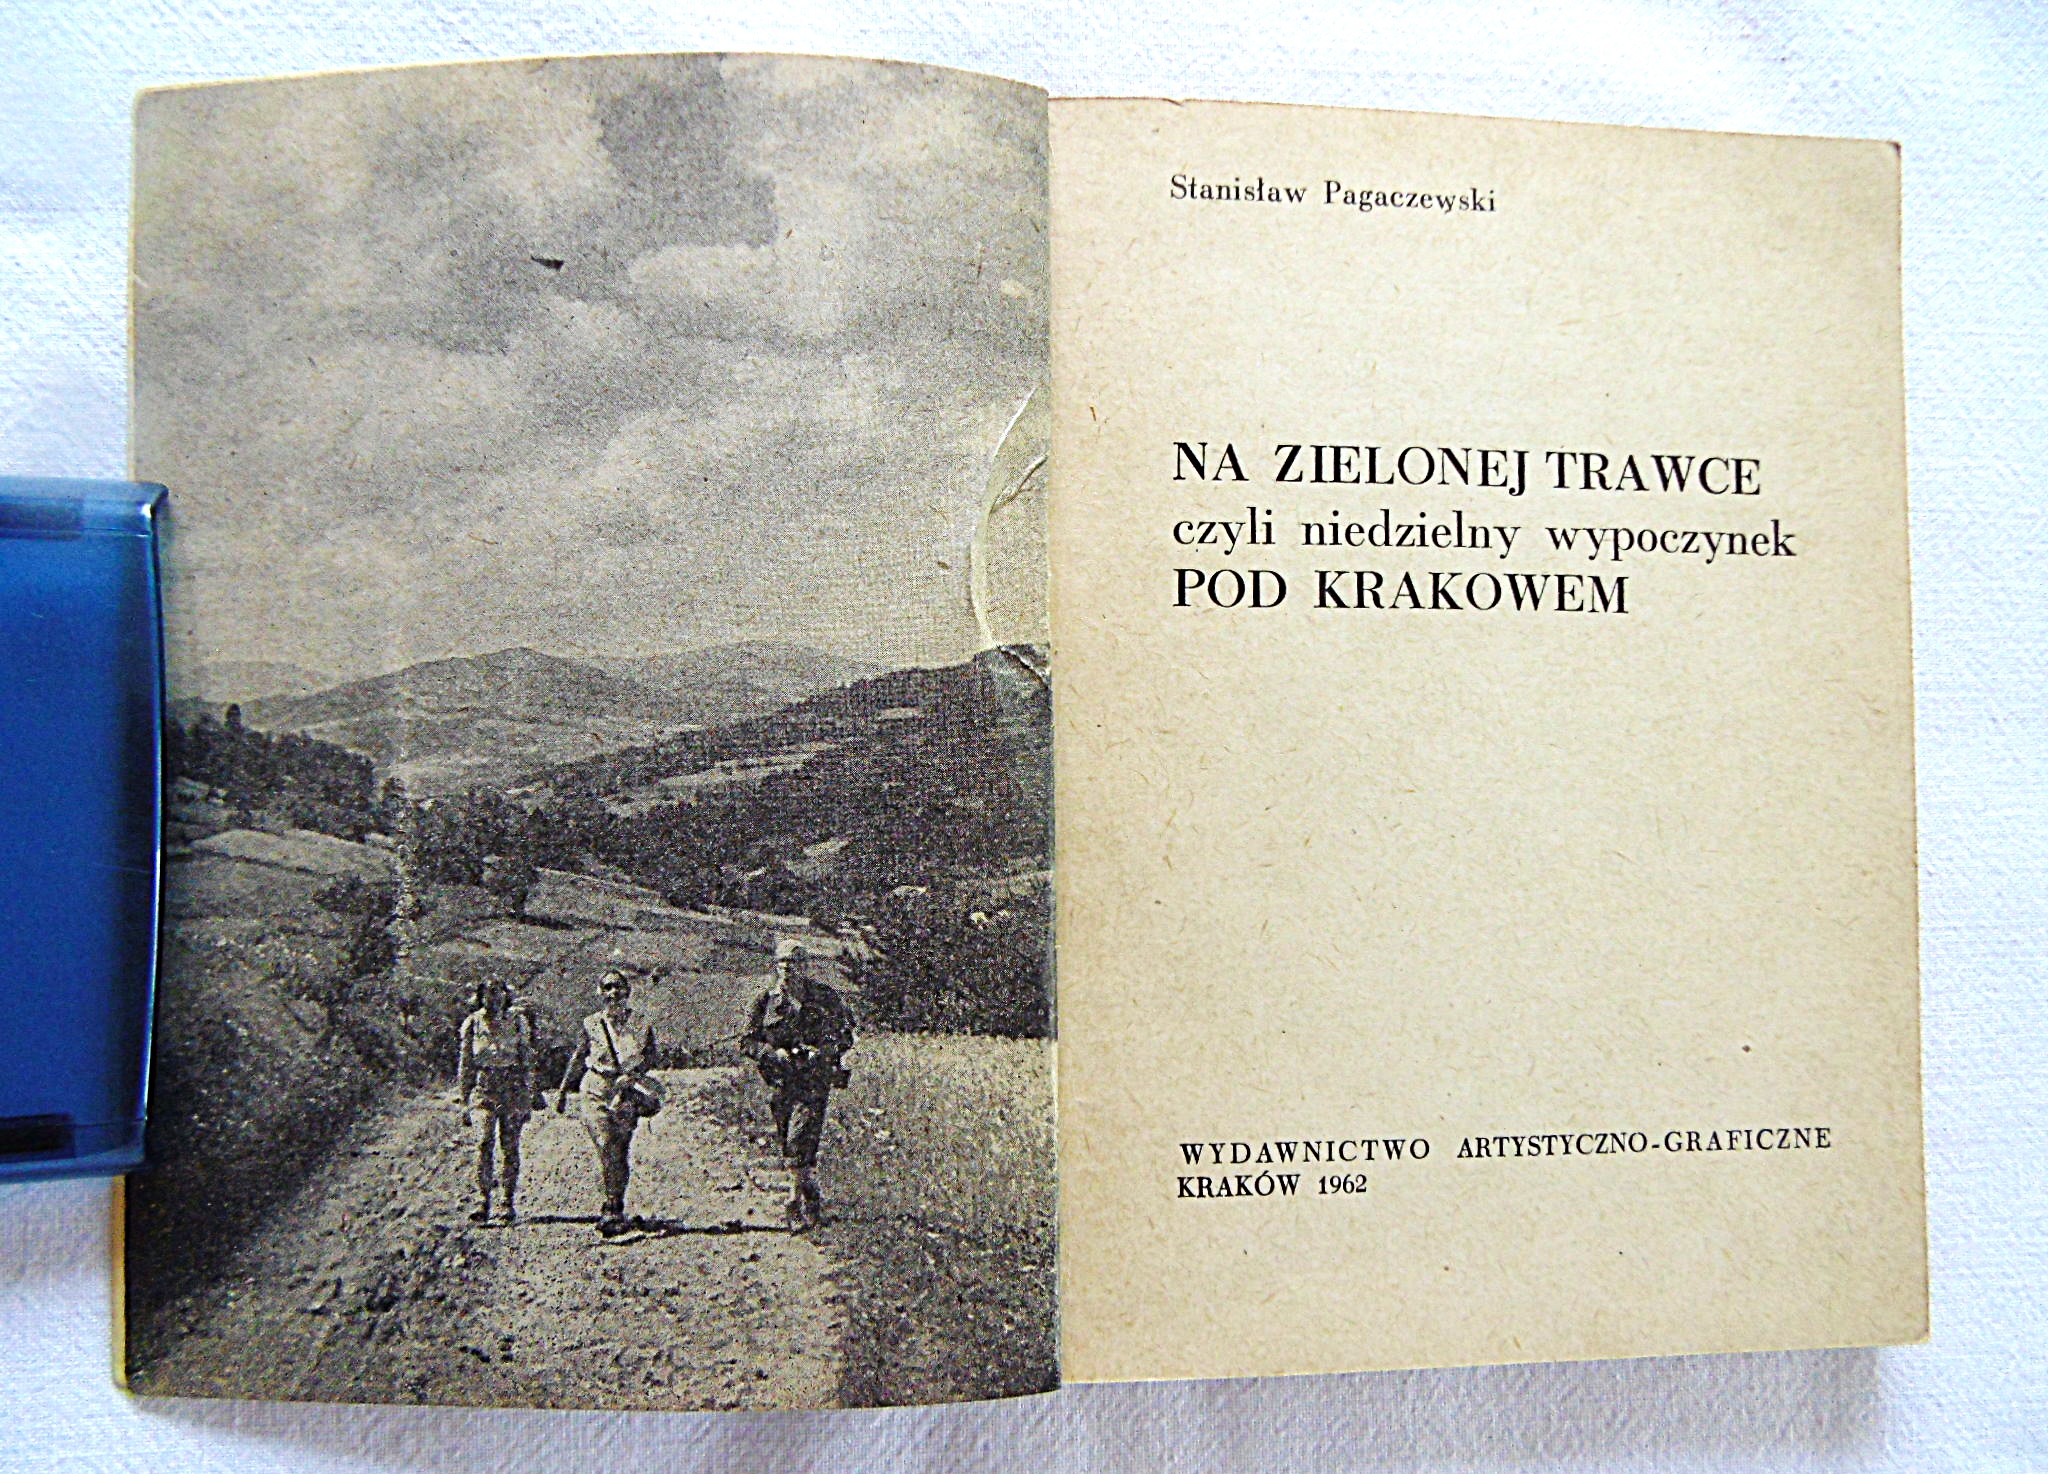 Stanisław Pagaczewski
NA ZIELONEJ TRAWCE
czyli niedzielny wypoczynek
POD KRAKOWEM
WYDAWNICTWO ARTYSTYCZNO-GRAFICZNE
KRAKÓW 1962